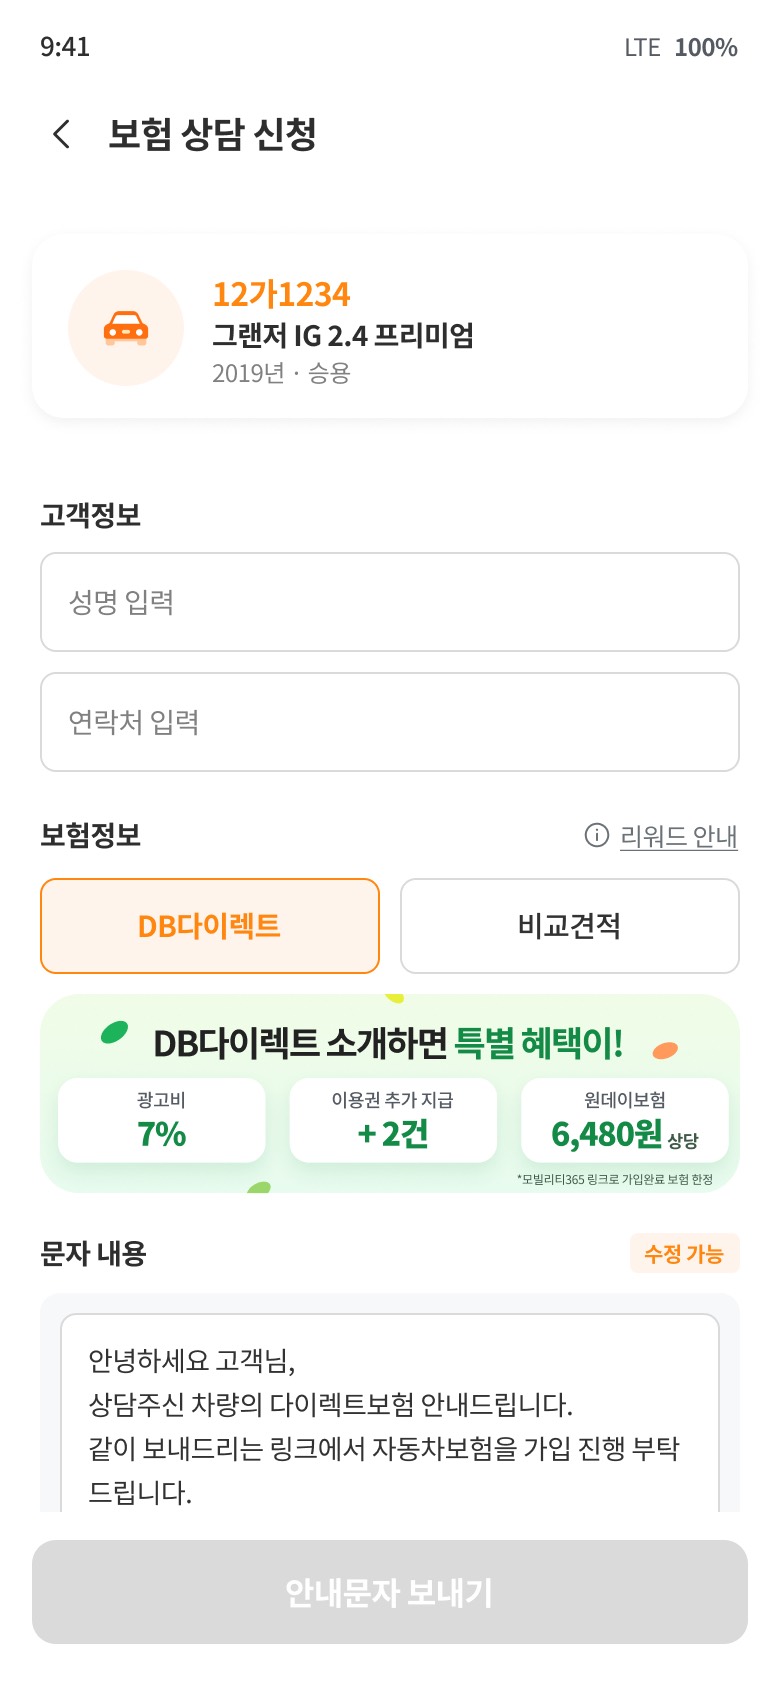 9:41
LTE 100%
보험 상담 신청
12가1234
그랜저 IG 2.4 프리미엄
2019년 · 승용
고객정보
성명 입력
연락처 입력
보험정보
리워드 안내
DB다이렉트
비교견적
DB다이렉트 소개하면 특별 혜택이!
광고비
7%
이용권 추가 지급
+ 2건
원데이보험
6,480원 상당
*모빌리티365 링크로 가입완료 보험 한정
문자 내용
수정 가능
안녕하세요 고객님,
상담주신 차량의 다이렉트보험 안내드립니다.
같이 보내드리는 링크에서 자동차보험을 가입 진행 부탁
드립니다.
안내문자 보내기